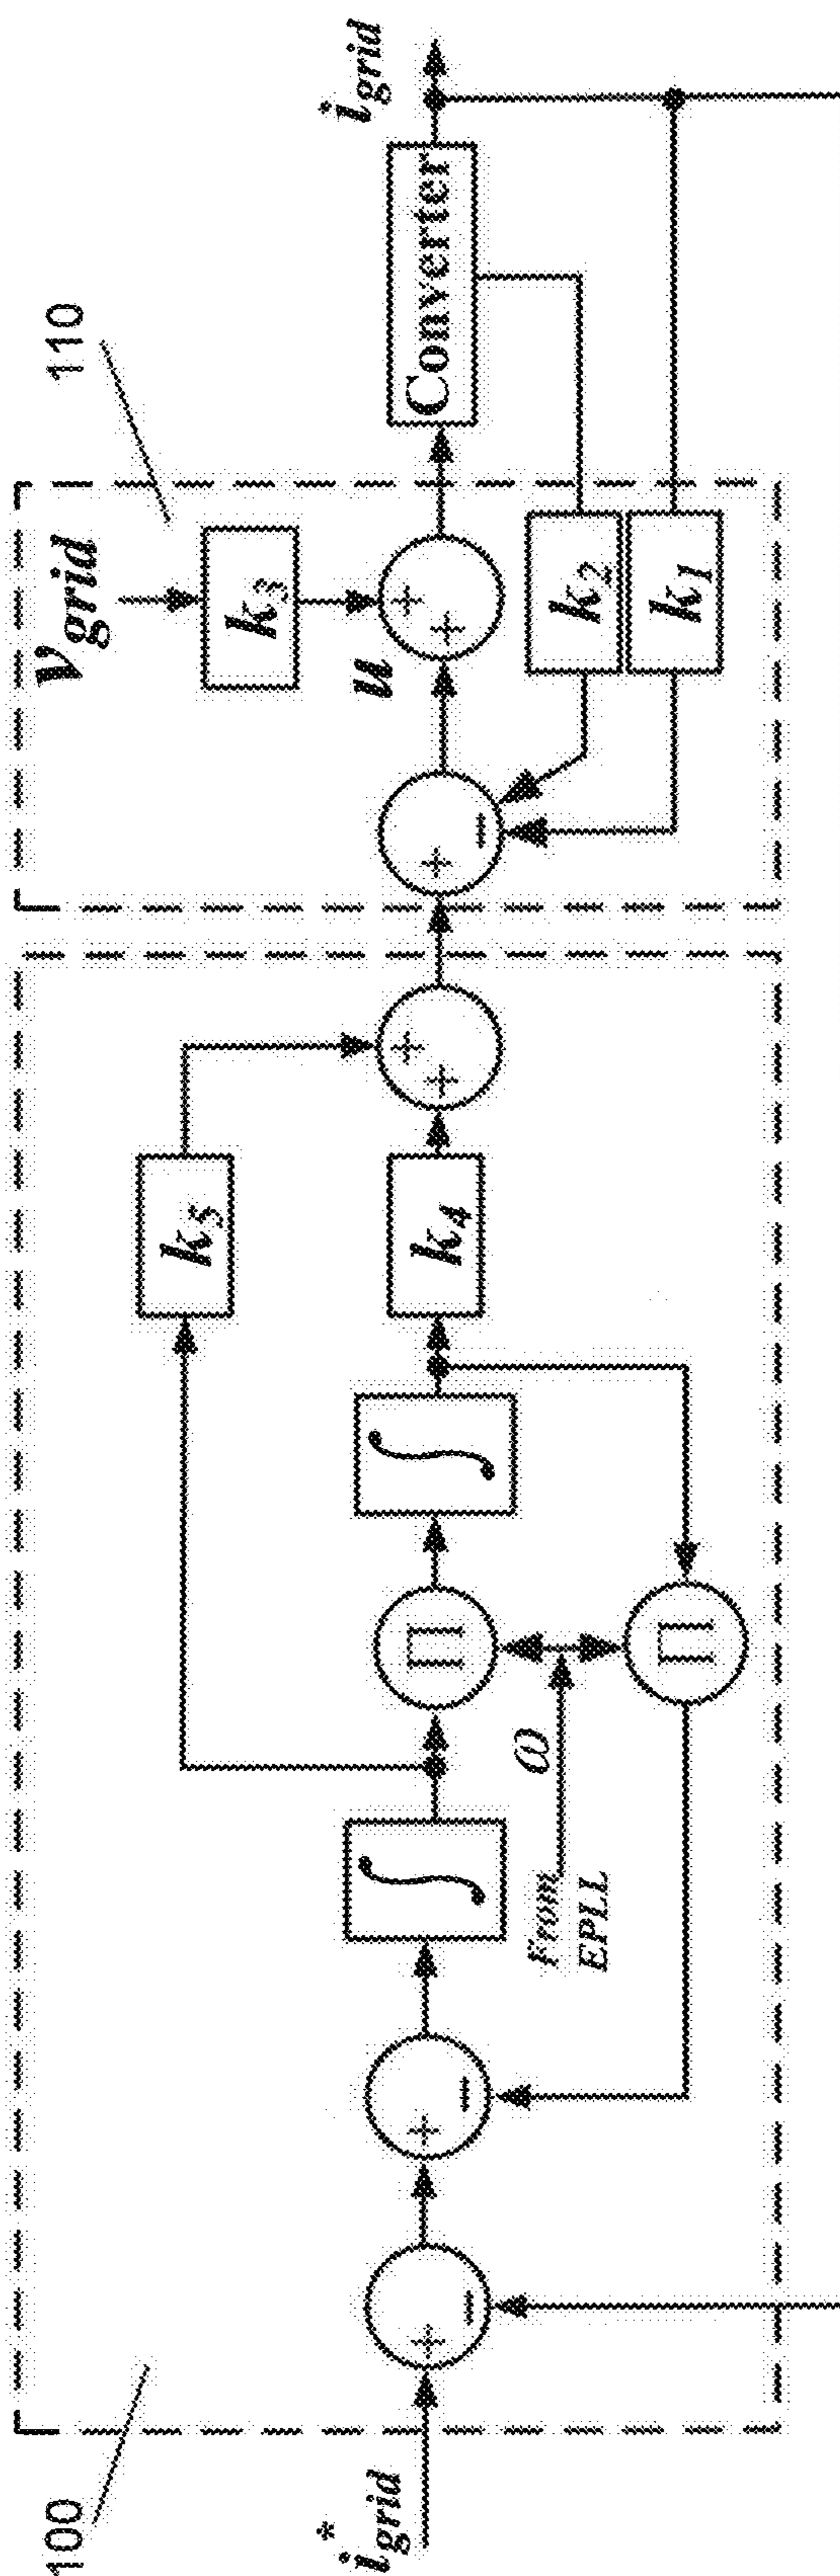 100
110
i*grid
+
−
+
−
∫
From
EPLL
ω
Π
Π
∫
k5
k4
+
+
+
−
vgrid
k3
u
+
+
k2
k1
Converter
igrid